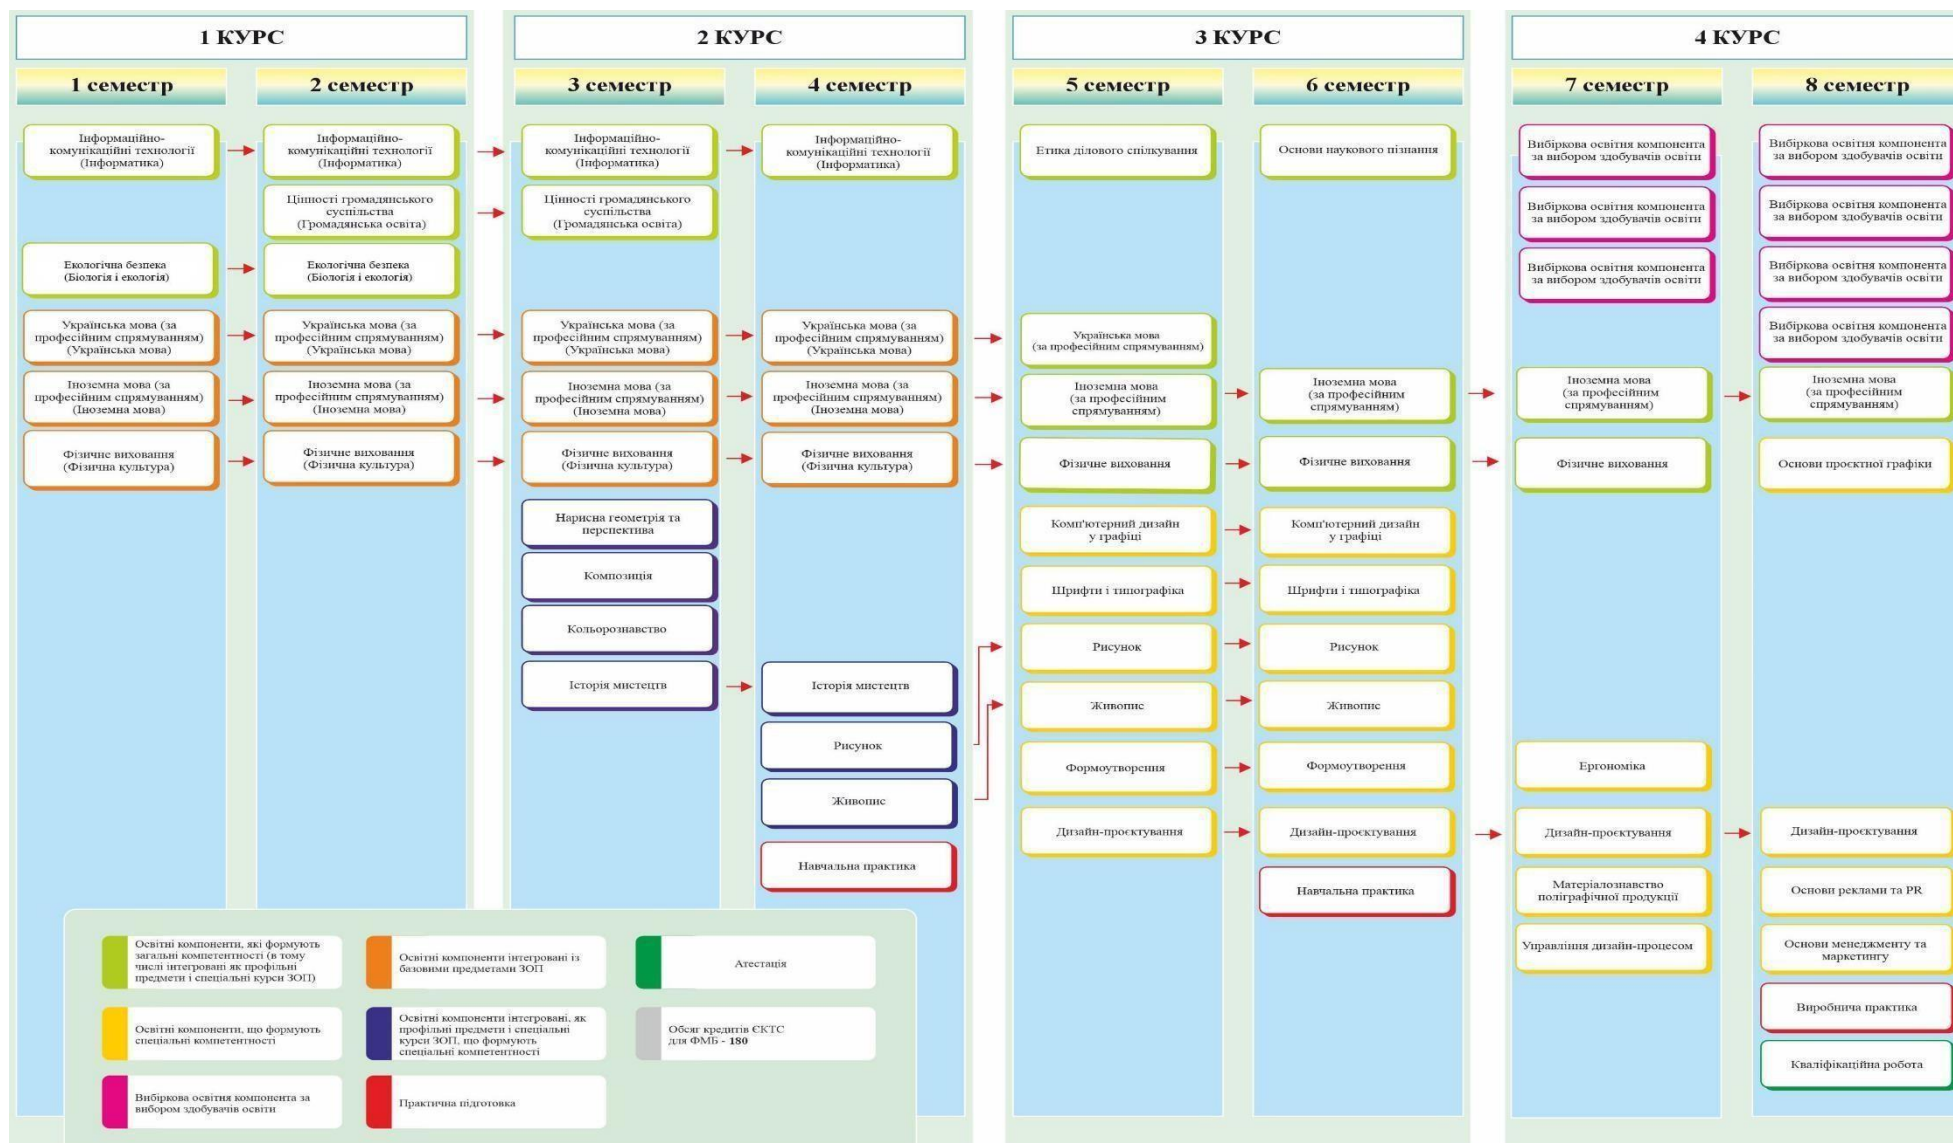 1 КУРС
2 КУРС
3 КУРС
4 КУРС
1 семестр
2 семестр
3 семестр
4 семестр
5 семестр
6 семестр
7 семестр
8 семестр
Інформаційно-
комунікаційні технології
(Інформатика)
Екологічна безпека
(Біологія і екологія)
Українська мова (за
професійним спрямуванням)
(Українська мова)
Іноземна мова (за
професійним спрямуванням)
(Іноземна мова)
Фізичне виховання
(Фізична культура)
Інформаційно-
комунікаційні технології
(Інформатика)
Цінності громадянського
суспільства
(Громадянська освіта)
Екологічна безпека
(Біологія і екологія)
Українська мова (за
професійним спрямуванням)
(Українська мова)
Іноземна мова (за
професійним спрямуванням)
(Іноземна мова)
Фізичне виховання
(Фізична культура)
Інформаційно-
комунікаційні технології
(Інформатика)
Цінності громадянського
суспільства
(Громадянська освіта)
Українська мова (за
професійним спрямуванням)
(Українська мова)
Іноземна мова (за
професійним спрямуванням)
(Іноземна мова)
Фізичне виховання
(Фізична культура)
Нарисна геометрія та
перспектива
Композиція
Кольорознавство
Історія мистецтв
Інформаційно-
комунікаційні технології
(Інформатика)
Українська мова (за
професійним спрямуванням)
(Українська мова)
Іноземна мова (за
професійним спрямуванням)
(Іноземна мова)
Фізичне виховання
(Фізична культура)
Історія мистецтв
Рисунок
Живопис
Навчальна практика
Етика ділового спілкування
Українська мова
(за професійним спрямуванням)
Іноземна мова
(за професійним
спрямуванням)
Фізичне виховання
Комп'ютерний дизайн
у графіці
Шрифти і типографіка
Рисунок
Живопис
Формоутворення
Дизайн-проєктування
Основи наукового пізнання
Іноземна мова
(за професійним
спрямуванням)
Фізичне виховання
Комп'ютерний дизайн
у графіці
Шрифти і типографіка
Рисунок
Живопис
Формоутворення
Дизайн-проєктування
Навчальна практика
Вибіркова освітня компонента
за вибором здобувачів освіти
Вибіркова освітня компонента
за вибором здобувачів освіти
Вибіркова освітня компонента
за вибором здобувачів освіти
Іноземна мова
(за професійним
спрямуванням)
Фізичне виховання
Ергономіка
Дизайн-проєктування
Матеріалознавство
поліграфічної продукції
Управління дизайн-процесом
Вибіркова освітня компонента
за вибором здобувачів освіти
Вибіркова освітня компонента
за вибором здобувачів освіти
Вибіркова освітня компонента
за вибором здобувачів освіти
Вибіркова освітня компонента
за вибором здобувачів освіти
Іноземна мова
(за професійним
спрямуванням)
Основи проєктної графіки
Дизайн-проєктування
Основи реклами та PR
Основи менеджменту та
маркетингу
Виробнича практика
Кваліфікаційна робота
Освітні компоненти, які формують
загальні компетентності (в тому
числі інтегровані як профільні
предмети і спеціальні курси ЗОП)
Освітні компоненти, що формують
спеціальні компетентності
Вибіркова освітня компонента за
вибором здобувачів освіти
Освітні компоненти інтегровані із
базовими предметами ЗОП
Освітні компоненти інтегровані, як
профільні предмети і спеціальні
курси ЗОП, що формують
спеціальні компетентності
Практична підготовка
Атестація
Обсяг кредитів ЄКТС
для ФМБ - 180